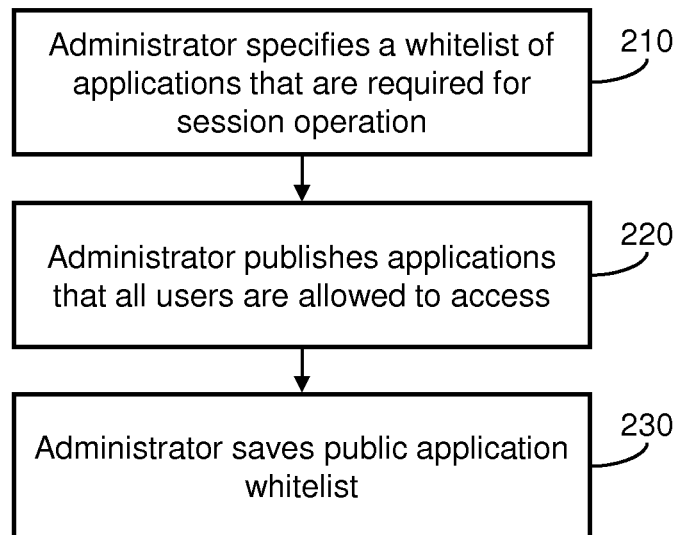 Administrator specifies a whitelist of
applications that are required for
session operation
210
Administrator publishes applications
that all users are allowed to access
220
Administrator saves public application
whitelist
230